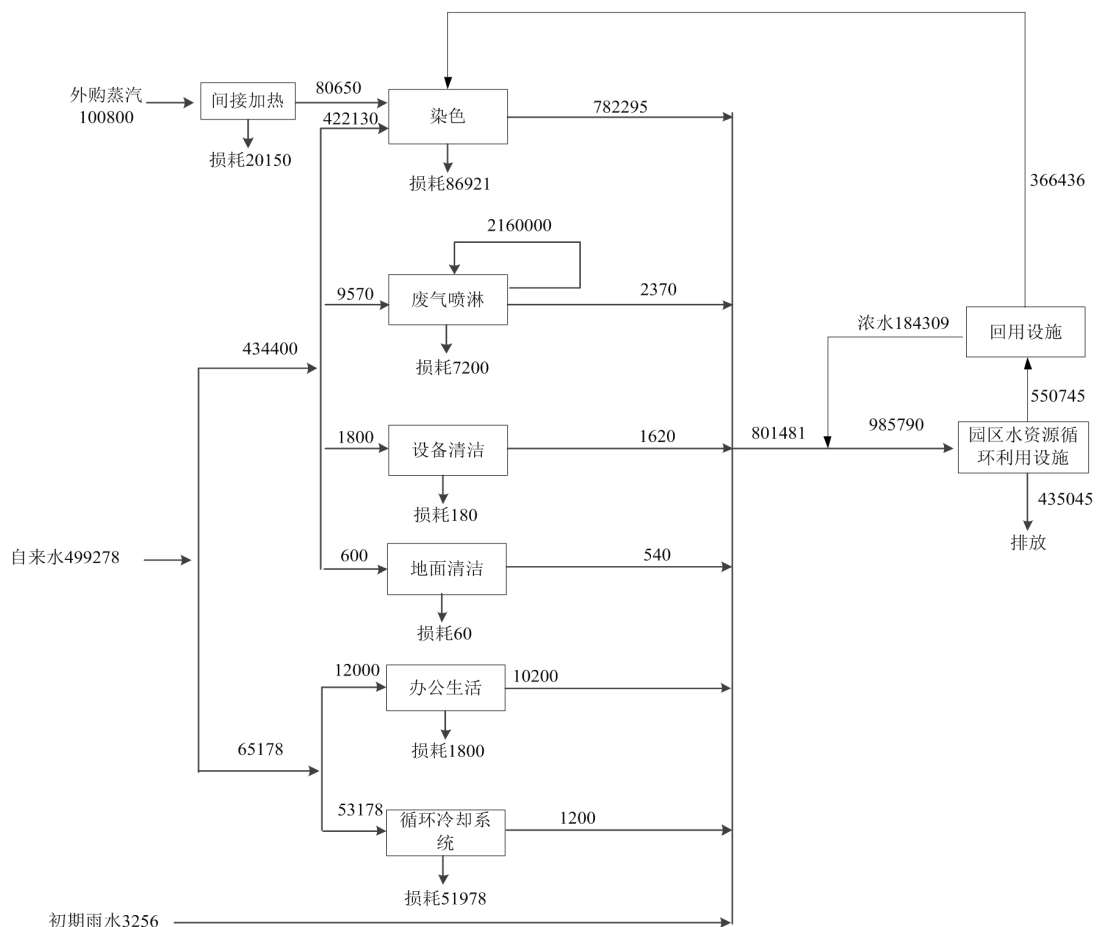 外购蒸汽
100800
间接加热
80650
损耗20150
422130
染色
782295
损耗86921
366436
2160000
9570
废气喷淋
2370
损耗7200
434400
浓水184309
回用设施
550745
1800
设备清洁
1620
801481
985790
园区水资源循
环利用设施
损耗180
435045
排放
自来水499278
600
地面清洁
540
损耗60
12000
办公生活
10200
损耗1800
65178
53178
循环冷却系
统
1200
损耗51978
初期雨水3256